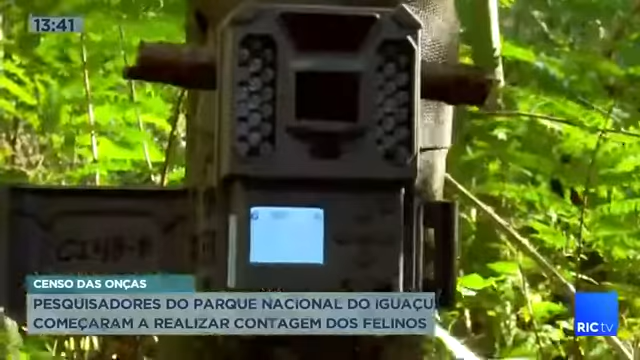 13:41
CENSO DAS ONÇAS
PESQUISADORES DO PARQUE NACIONAL DO IGUAÇU
COMEÇARAM A REALIZAR CONTAGEM DOS FELINOS
RIC tv